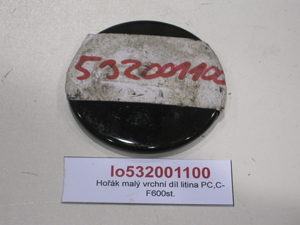 532001100
lo532001100
Hořák malý vrchní díl litina PC,C-
F600st.